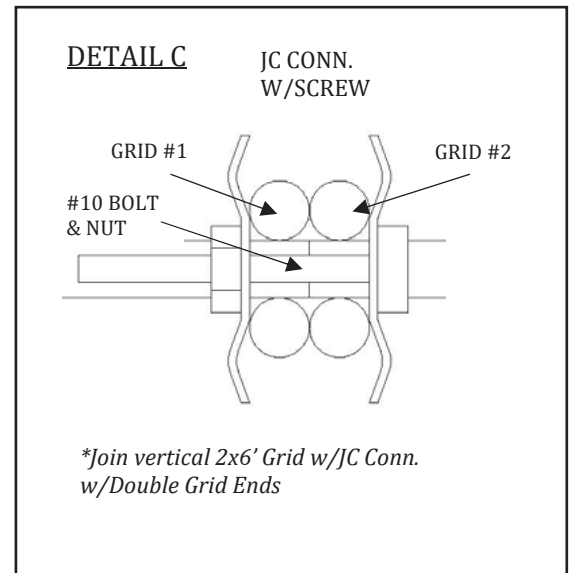 DETAIL C
JC CONN.
W/SCREW
GRID #1
GRID #2
#10 BOLT
& NUT
*Join vertical 2x6' Grid w/JC Conn.
w/Double Grid Ends